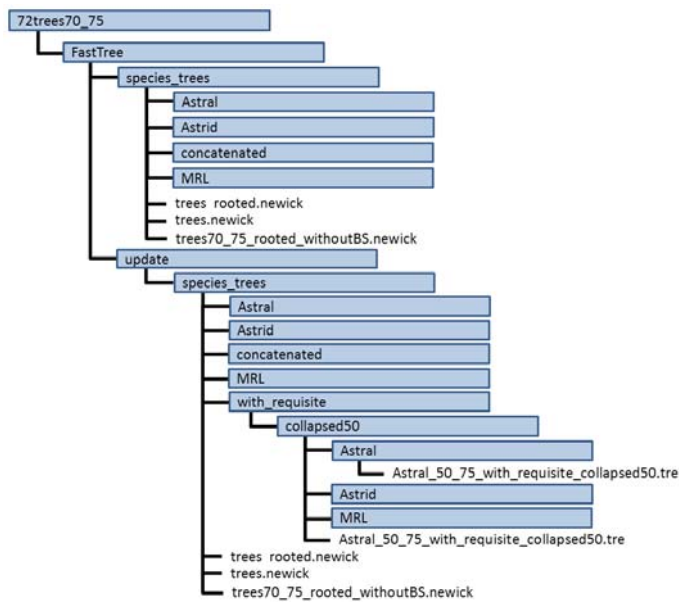 72trees70_75
FastTree
species_trees
Astral
Astrid
concatenated
MRL
trees rooted.newick
trees.newick
trees70_75_rooted_withoutBS.newick
update
species_trees
Astral
Astrid
concatenated
MRL
with_requisite
collapsed50
Astral
Astral_50_75_with_requisite_collapsed50.tre
Astrid
MRL
Astral_50_75_with_requisite_collapsed50.tre
trees rooted.newick
trees.newick
trees70_75_rooted_withoutBS.newick